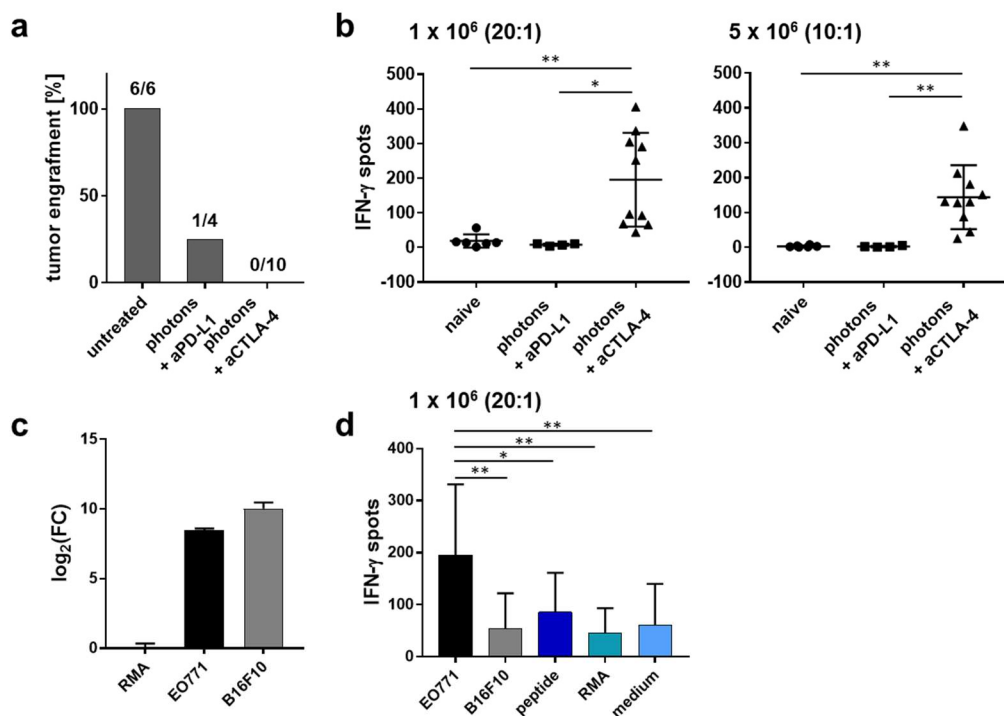 a
tumor engrafment [%]
100
50
0
6/6
1/4
0/10
untreated
photons
+ aPD-L1
photons
+ aCTLA-4
b
1 x 10⁶ (20:1)
IFN-γ spots
500
400
300
200
100
0
-100
**
*
naive
photons
+ aPD-L1
photons
+ aCTLA-4
5 x 10⁶ (10:1)
500
400
300
200
100
0
-100
**
**
naive
photons
+ aPD-L1
photons
+ aCTLA-4
c
log₂(FC)
15
10
5
0
RMA
EO771
B16F10
d
1 x 10⁶ (20:1)
IFN-γ spots
400
300
200
100
0
**
**
*
**
EO771
B16F10
peptide
RMA
medium